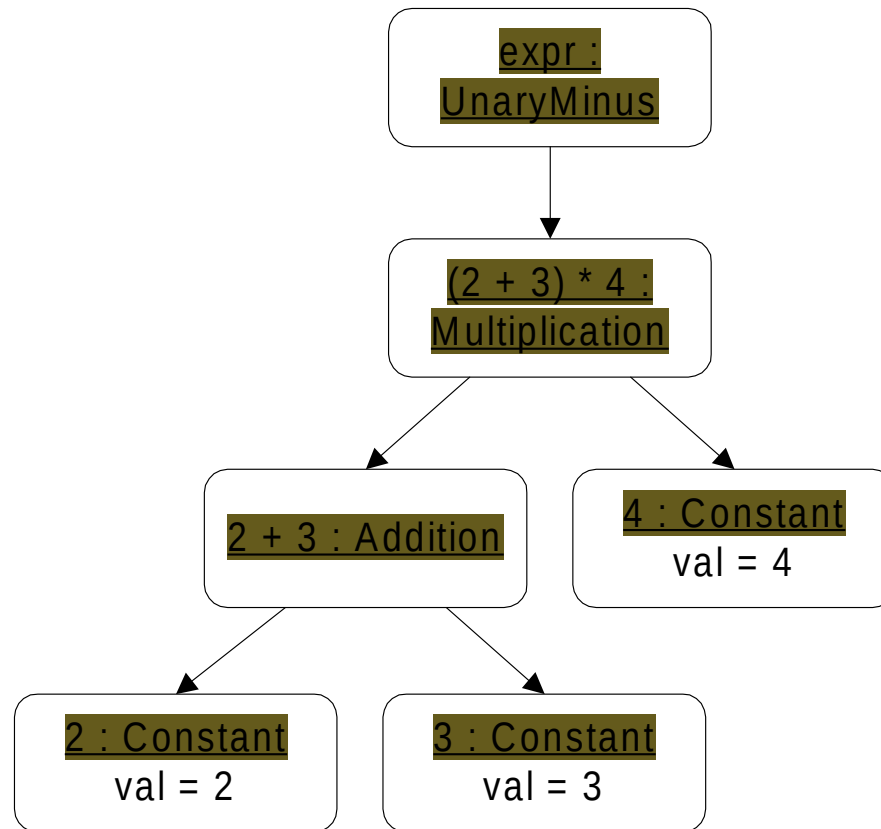 expr :
UnaryMinus
(2 + 3) * 4 :
Multiplication
2 + 3 : Addition
4 : Constant
val = 4
2 : Constant
val = 2
3 : Constant
val = 3